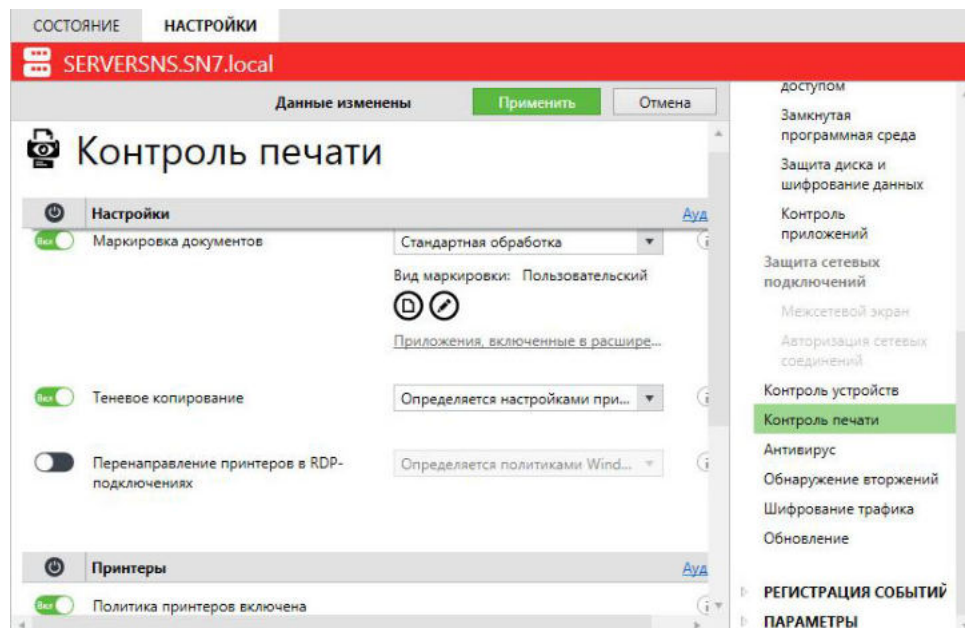 СОСТОЯНИЕ
НАСТРОЙКИ
SERVERSNS.SN7.local
Данные изменены
Применить
Отмена
Контроль печати
Настройки
Ауд
Вкл
Маркировка документов
Стандартная обработка
Вид маркировки: Пользовательский
Приложения, включенные в расшире...
Вкл
Теневое копирование
Определяется настройками при...
Перенаправление принтеров в RDP-
подключениях
Определяется политиками Wind...
Принтеры
Ауд
Вкл
Политика принтеров включена
доступом
Замкнутая
программная среда
Защита диска и
шифрование данных
Контроль
приложений
Защита сетевых
подключений
Межсетевой экран
Авторизация сетевых
соединений
Контроль устройств
Контроль печати
Антивирус
Обнаружение вторжений
Шифрование трафика
Обновление
РЕГИСТРАЦИЯ СОБЫТИЙ
ПАРАМЕТРЫ